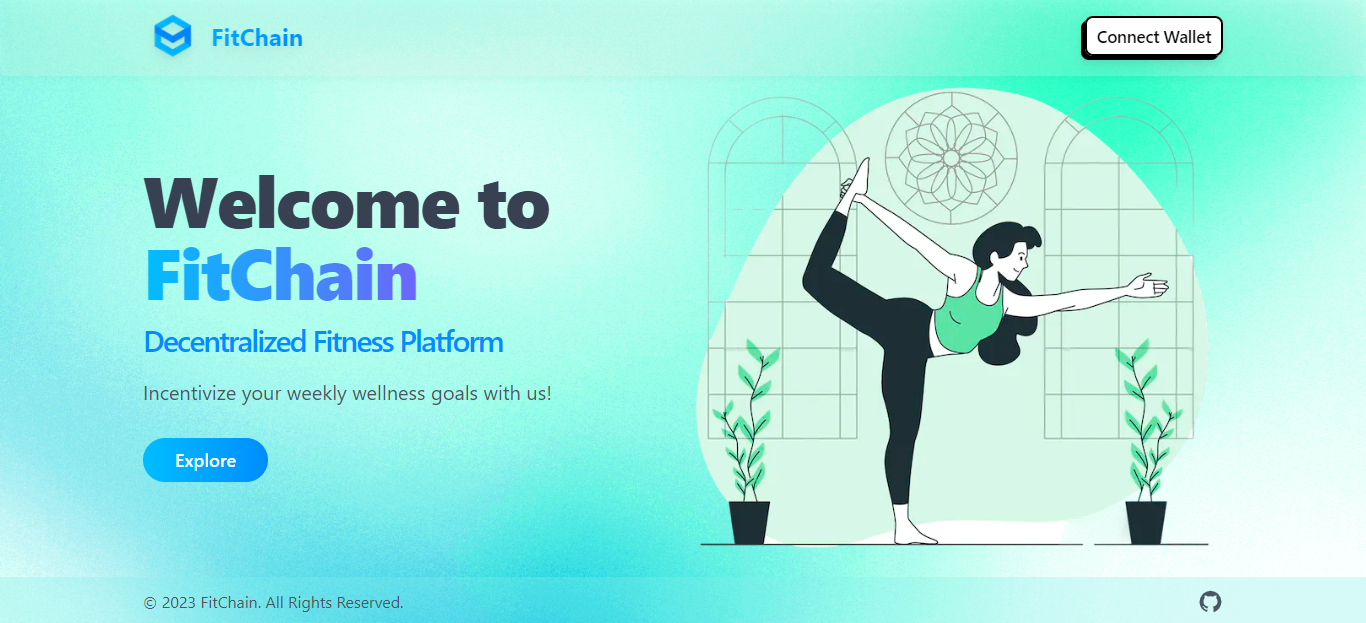 FitChain
Connect Wallet
Welcome to
FitChain
Decentralized Fitness Platform
Incentivize your weekly wellness goals with us!
Explore
© 2023 FitChain. All Rights Reserved.